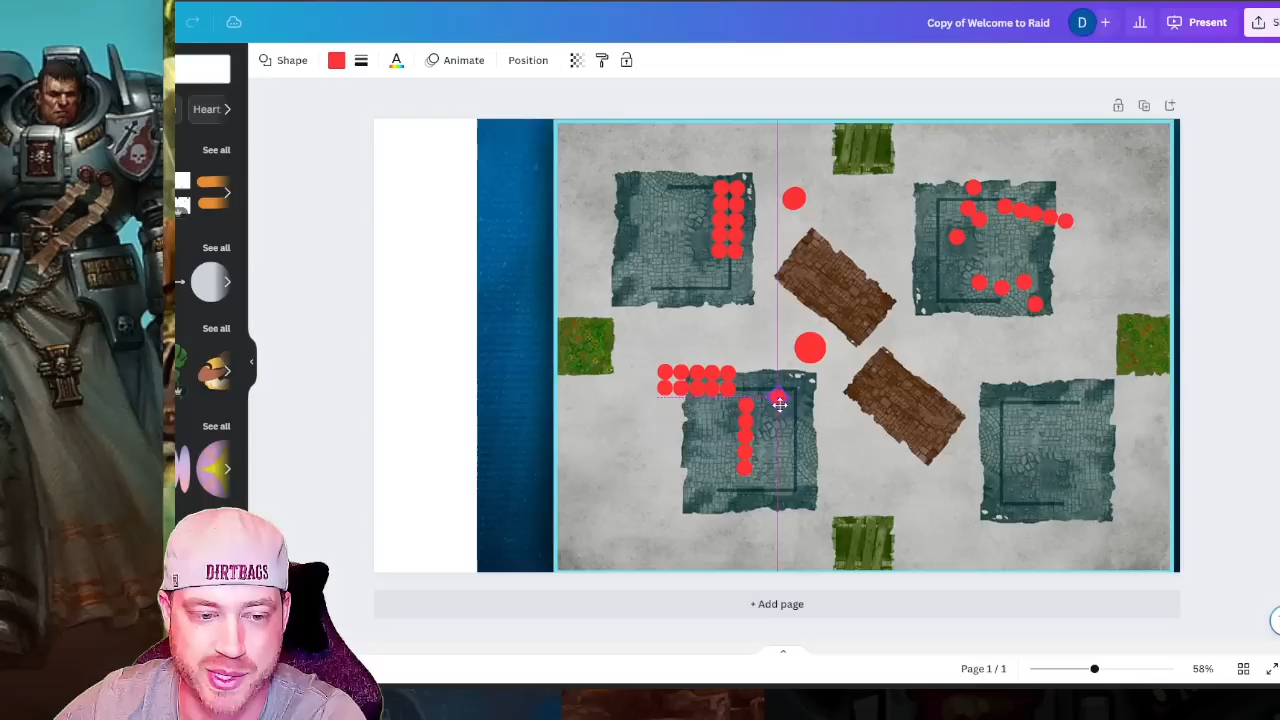 Copy of Welcome to Raid
D
+
Present
S
Shape
A
Animate
Position
Heart
See all
See all
See all
See all
+ Add page
Page 1 / 1
58%
DIRTBAGS